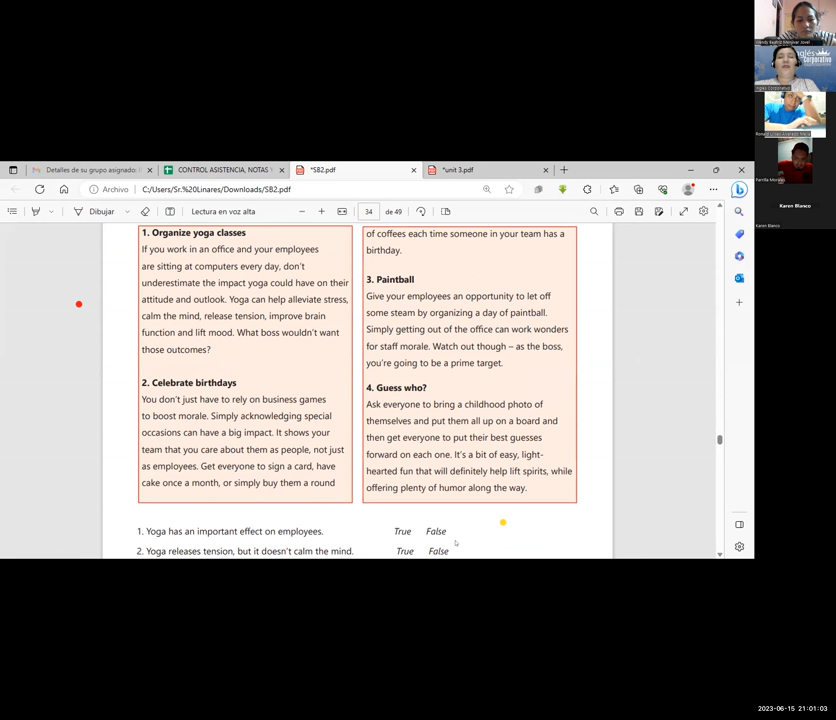 Detalles de su grupo asignado:
CONTROL ASISTENCIA, NOTAS Y
*SB2.pdf
*unit 3.pdf
Archivo
C:/Users/Sr.%20Linares/Downloads/SB2.pdf
Dibujar
Lectura en voz alta
34
de 49
1. Organize yoga classes
If you work in an office and your employees
are sitting at computers every day, don't
underestimate the impact yoga could have on their
attitude and outlook. Yoga can help alleviate stress,
calm the mind, release tension, improve brain
function and lift mood. What boss wouldn't want
those outcomes?
2. Celebrate birthdays
You don't just have to rely on business games
to boost morale. Simply acknowledging special
occasions can have a big impact. It shows your
team that you care about them as people, not just
as employees. Get everyone to sign a card, have
cake once a month, or simply buy them a round
of coffees each time someone in your team has a
birthday.
3. Paintball
Give your employees an opportunity to let off
some steam by organizing a day of paintball.
Simply getting out of the office can work wonders
for staff morale. Watch out though – as the boss,
you're going to be a prime target.
4. Guess who?
Ask everyone to bring a childhood photo of
themselves and put them all up on a board and
then get everyone to put their best guesses
forward on each one. It's a bit of easy, light-
hearted fun that will definitely help lift spirits, while
offering plenty of humor along the way.
1. Yoga has an important effect on employees. True False
2. Yoga releases tension, but it doesn't calm the mind. True False
Inglés Corporativo
Karen Blanco
Karen Blanco
2023-06-15 21:01:03